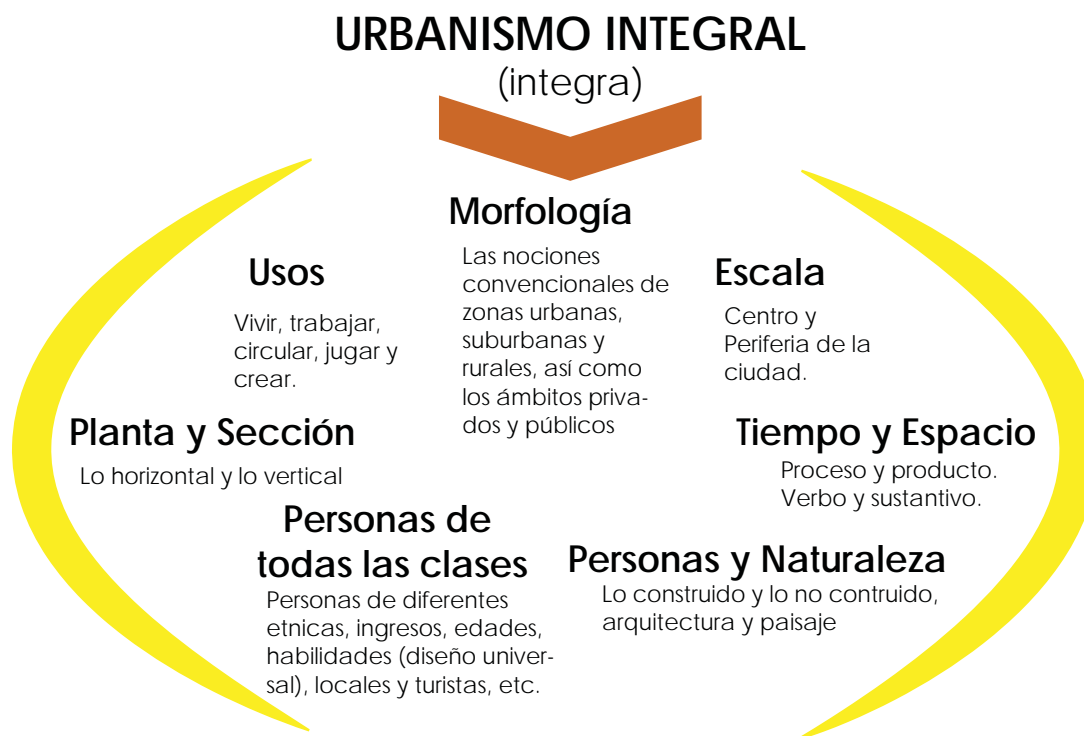 URBANISMO INTEGRAL
(integra)
Morfología
Las nociones
convencionales de
zonas urbanas,
suburbanas y
rurales, así como
los ámbitos priva-
dos y públicos
Usos
Vivir, trabajar,
circular, jugar y
crear.
Escala
Centro y
Periferia de la
ciudad.
Planta y Sección
Lo horizontal y lo vertical
Tiempo y Espacio
Proceso y producto.
Verbo y sustantivo.
Personas de
todas las clases
Personas de diferentes
etnicas, ingresos, edades,
habilidades (diseño univer-
sal), locales y turistas, etc.
Personas y Naturaleza
Lo construido y lo no contruido,
arquitectura y paisaje